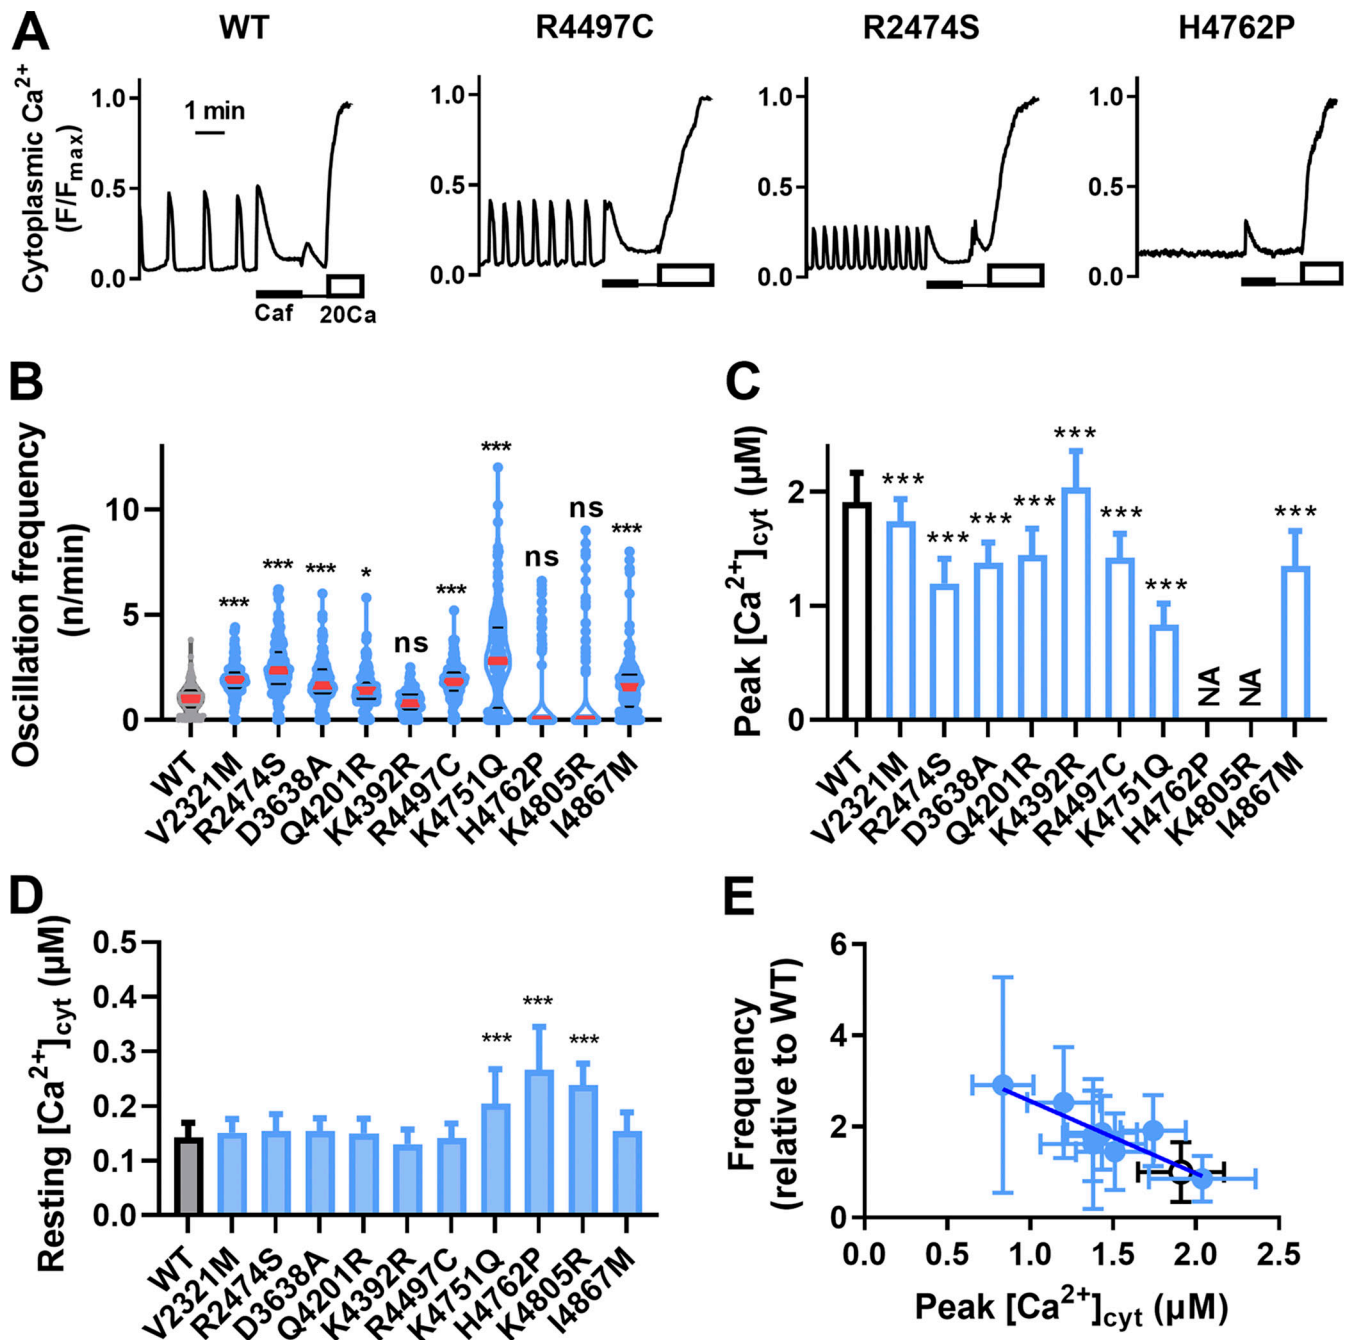 A
WT
R4497C
R2474S
H4762P
Cytoplasmic Ca²⁺
(F/Fmax)
1.0
0.5
0.0
1 min
Caf
20Ca
1.0
0.5
0.0
1.0
0.5
0.0
1.0
0.5
0.0
B
Oscillation frequency
(n/min)
10
5
0
***
***
***
*
ns
***
***
ns
ns
***
WT
V2321M
R2474S
D3638A
Q4201R
K4392R
R4497C
K4751Q
H4762P
K4805R
I4867M
C
Peak [Ca²⁺]cyt (μM)
2
1
0
***
***
***
***
***
***
***
NA
NA
***
WT
V2321M
R2474S
D3638A
Q4201R
K4392R
R4497C
K4751Q
H4762P
K4805R
I4867M
D
Resting [Ca²⁺]cyt (μM)
0.5
0.4
0.3
0.2
0.1
0.0
***
***
***
WT
V2321M
R2474S
D3638A
Q4201R
K4392R
R4497C
K4751Q
H4762P
K4805R
I4867M
E
Frequency
(relative to WT)
6
4
2
0
0.0
0.5
1.0
1.5
2.0
2.5
Peak [Ca²⁺]cyt (μM)